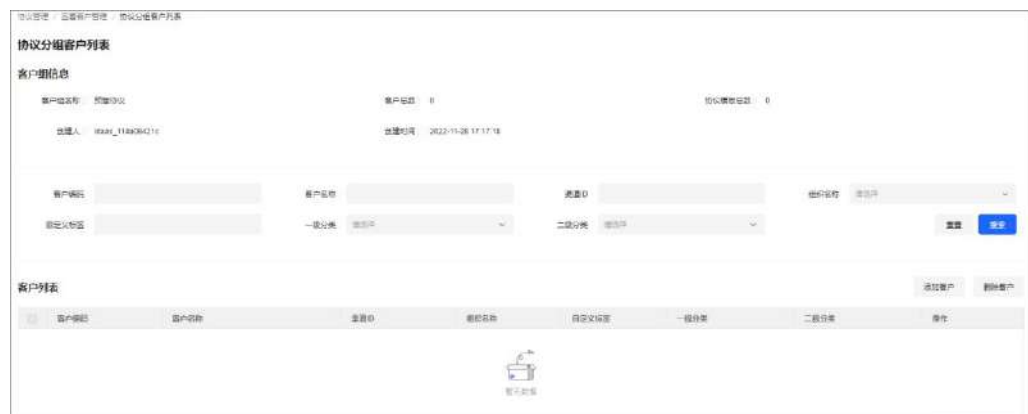 协议管理 / 签署客户管理 / 协议分组客户列表
协议分组客户列表
客户组信息
客户组名称 预置协议 客户总数 0 协议模板总数 0
创建人 创建时间 2022-11-28 17:17:18
客户编码 客户名称 渠道ID 组织名称 请选择
自定义标签 一级分类 请选择 二级分类 请选择 重置 查询
客户列表 添加客户 删除客户
客户编码 客户名称 渠道ID 组织名称 自定义标签 一级分类 二级分类 操作
暂无数据